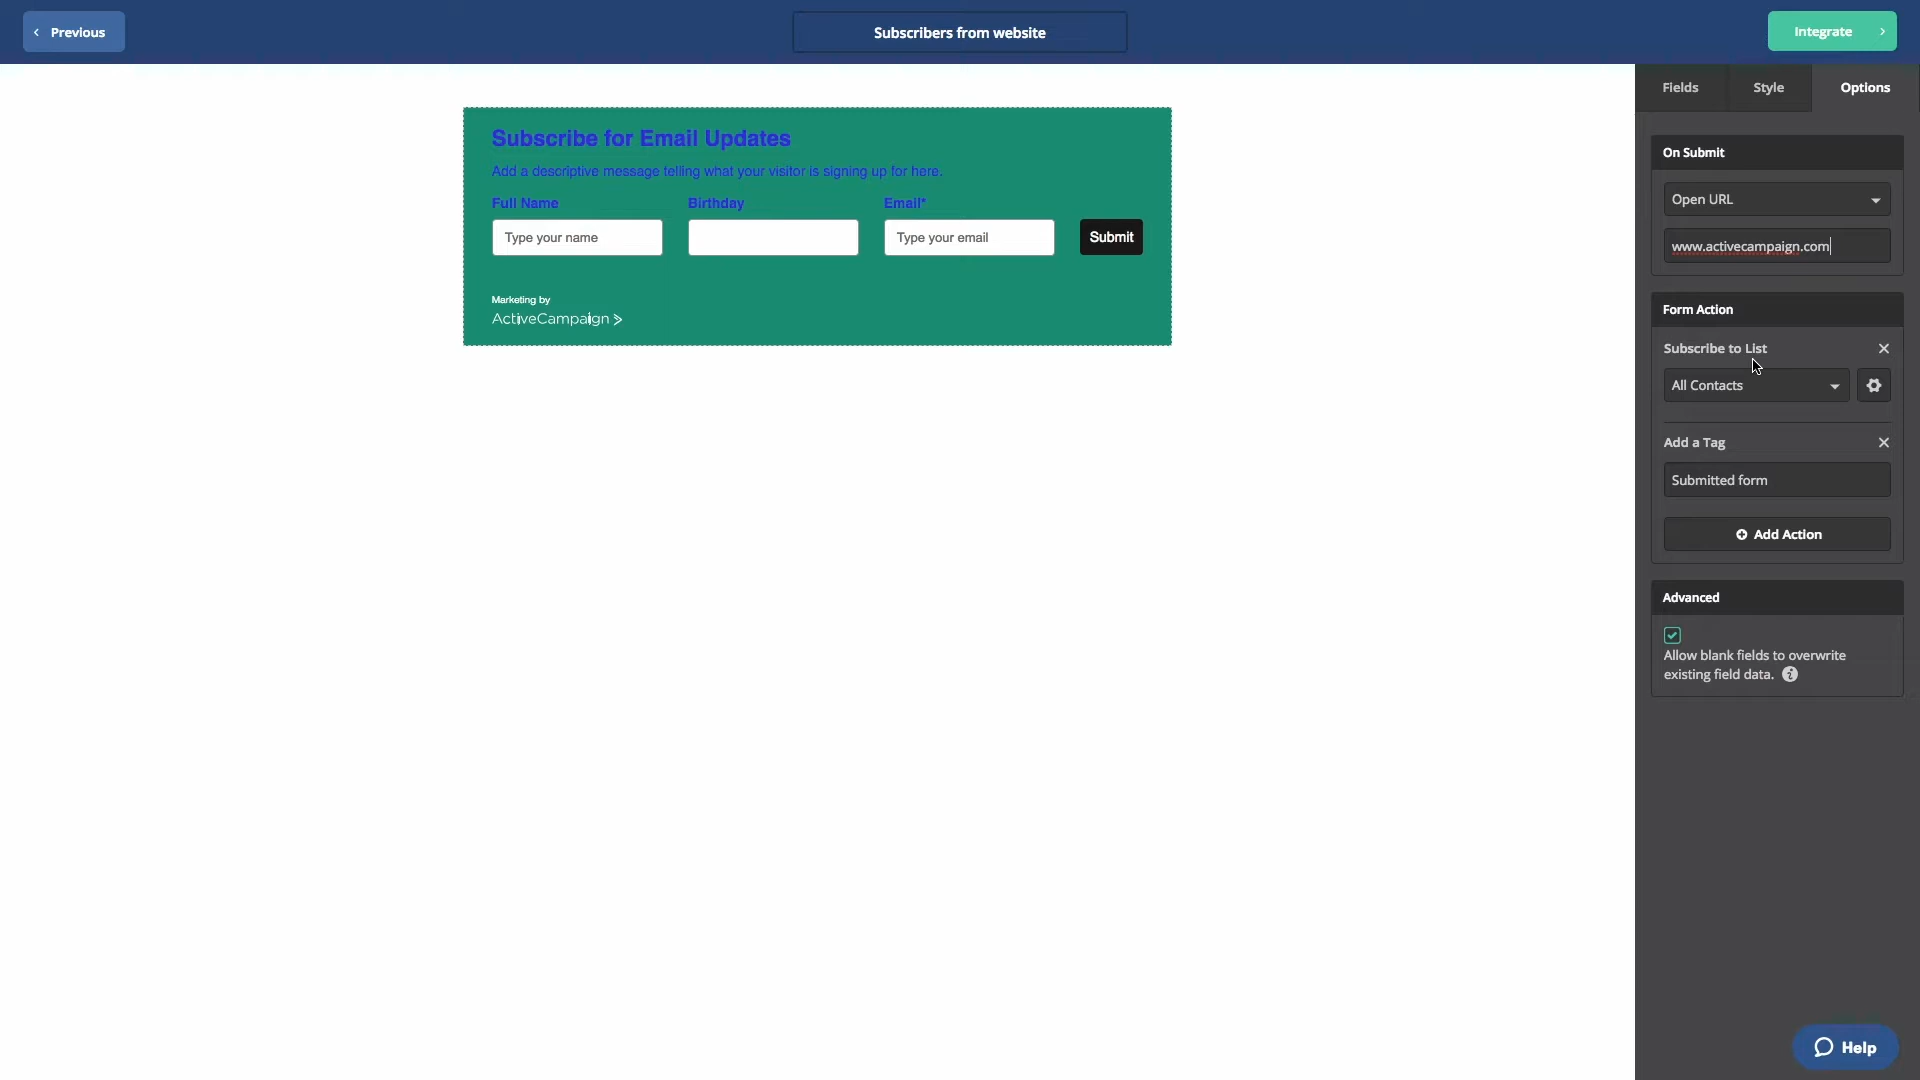 Previous
Subscribers from website
Integrate
Fields
Style
Options
Subscribe for Email Updates
Add a descriptive message telling what your visitor is signing up for here.
Full Name
Birthday
Email*
Type your name
Type your email
Submit
Marketing by
ActiveCampaign >
On Submit
Open URL
www.activecampaign.com
Form Action
Subscribe to List
All Contacts
Add a Tag
Submitted form
Add Action
Advanced
Allow blank fields to overwrite
existing field data.
Help